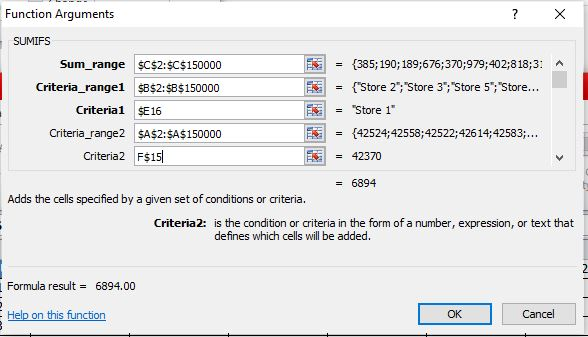 Function Arguments
? ×
SUMIFS
Sum_range $C$2:$C$150000 = {385;190;189;676;370;979;402;818;31
Criteria_range1 $B$2:$B$150000 = {"Store 2";"Store 3";"Store 5";"Store...
Criteria1 $E16 = "Store 1"
Criteria_range2 $A$2:$A$150000 = {42524;42558;42522;42614;42583;...
Criteria2 F$15 = 42370
= 6894
Adds the cells specified by a given set of conditions or criteria.
Criteria2: is the condition or criteria in the form of a number, expression, or text that
defines which cells will be added.
Formula result = 6894.00
Help on this function
OK Cancel